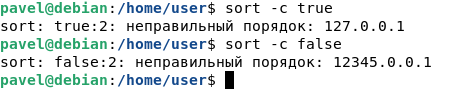 pavel@debian:/home/user$ sort -c true
sort: true:2: неправильный порядок: 127.0.0.1
pavel@debian:/home/user$ sort -c false
sort: false:2: неправильный порядок: 12345.0.0.1
pavel@debian:/home/user$